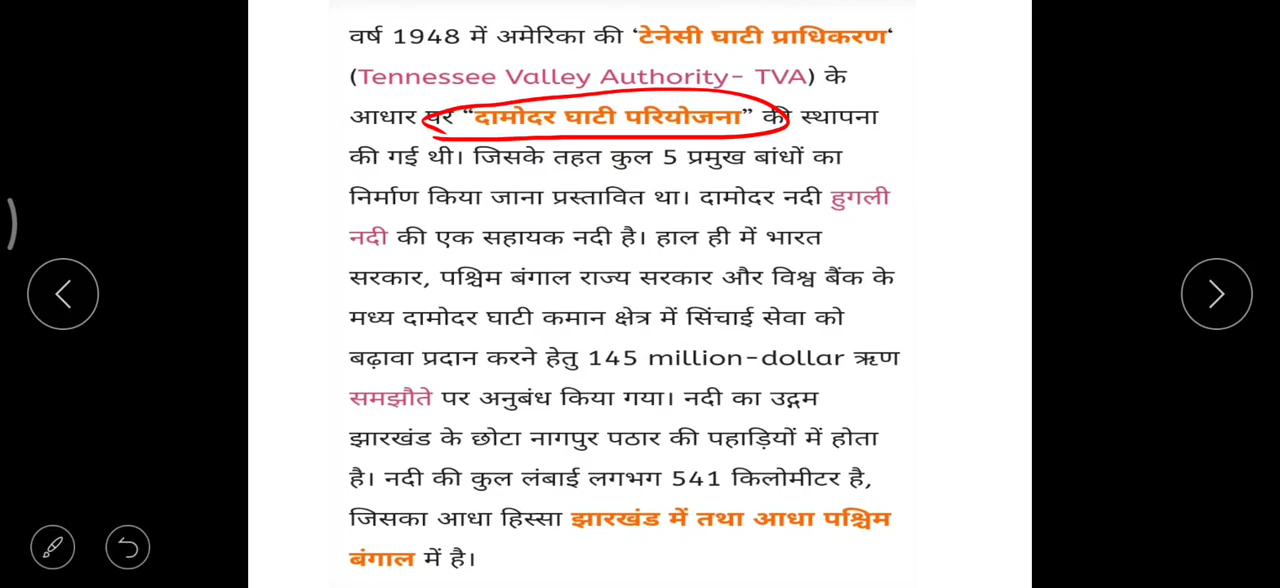 वर्ष 1948 में अमेरिका की ‘टेनेसी घाटी प्राधिकरण‘
(Tennessee Valley Authority- TVA) के
आधार पर “दामोदर घाटी परियोजना” की स्थापना
की गई थी। जिसके तहत कुल 5 प्रमुख बांधों का
निर्माण किया जाना प्रस्तावित था। दामोदर नदी हुगली
नदी की एक सहायक नदी है। हाल ही में भारत
सरकार, पश्चिम बंगाल राज्य सरकार और विश्व बैंक के
मध्य दामोदर घाटी कमान क्षेत्र में सिंचाई सेवा को
बढ़ावा प्रदान करने हेतु 145 million-dollar ऋण
समझौते पर अनुबंध किया गया। नदी का उद्गम
झारखंड के छोटा नागपुर पठार की पहाड़ियों में होता
है। नदी की कुल लंबाई लगभग 541 किलोमीटर है,
जिसका आधा हिस्सा झारखंड में तथा आधा पश्चिम
बंगाल में है।